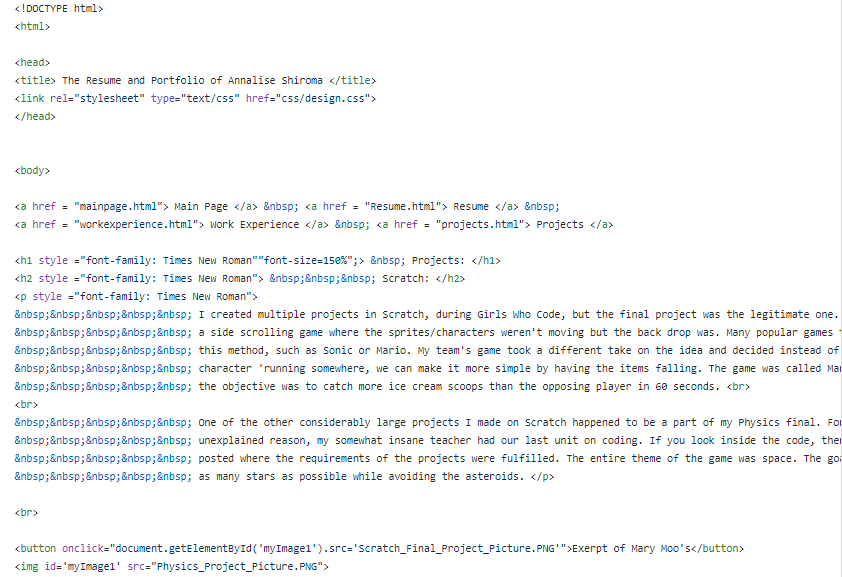 <!DOCTYPE html>
<html>
<head>
<title> The Resume and Portfolio of Annalise Shiroma </title>
<link rel="stylesheet" type="text/css" href="css/design.css">
</head>
<body>
<a href = "mainpage.html"> Main Page </a> &nbsp; <a href = "Resume.html"> Resume </a> &nbsp;
<a href = "workexperience.html"> Work Experience </a> &nbsp; <a href = "projects.html"> Projects </a>
<h1 style ="font-family: Times New Roman""font-size=150%";> &nbsp; Projects: </h1>
<h2 style ="font-family: Times New Roman"> &nbsp;&nbsp;&nbsp; Scratch: </h2>
<p style ="font-family: Times New Roman">
&nbsp;&nbsp;&nbsp;&nbsp;&nbsp; I created multiple projects in Scratch, during Girls Who Code, but the final project was the legitimate one.
&nbsp;&nbsp;&nbsp;&nbsp;&nbsp; a side scrolling game where the sprites/characters weren't moving but the back drop was. Many popular games
&nbsp;&nbsp;&nbsp;&nbsp;&nbsp; this method, such as Sonic or Mario. My team's game took a different take on the idea and decided instead of
&nbsp;&nbsp;&nbsp;&nbsp;&nbsp; character 'running somewhere, we can make it more simple by having the items falling. The game was called
&nbsp;&nbsp;&nbsp;&nbsp;&nbsp; the objective was to catch more ice cream scoops than the opposing player in 60 seconds. <br>
<br>
&nbsp;&nbsp;&nbsp;&nbsp;&nbsp; One of the other considerably large projects I made on Scratch happened to be a part of my Physics final.
&nbsp;&nbsp;&nbsp;&nbsp;&nbsp; unexplained reason, my somewhat insane teacher had our last unit on coding. If you look inside the code,
&nbsp;&nbsp;&nbsp;&nbsp;&nbsp; posted where the requirements of the projects were fulfilled. The entire theme of the game was space. The
&nbsp;&nbsp;&nbsp;&nbsp;&nbsp; as many stars as possible while avoiding the asteroids. </p>
<br>
<button onclick="document.getElementById('myImage1').src='Scratch_Final_Project_Picture.PNG'">Exerpt of Mary Moo's</button>
<img id='myImage1' src="Physics_Project_Picture.PNG">